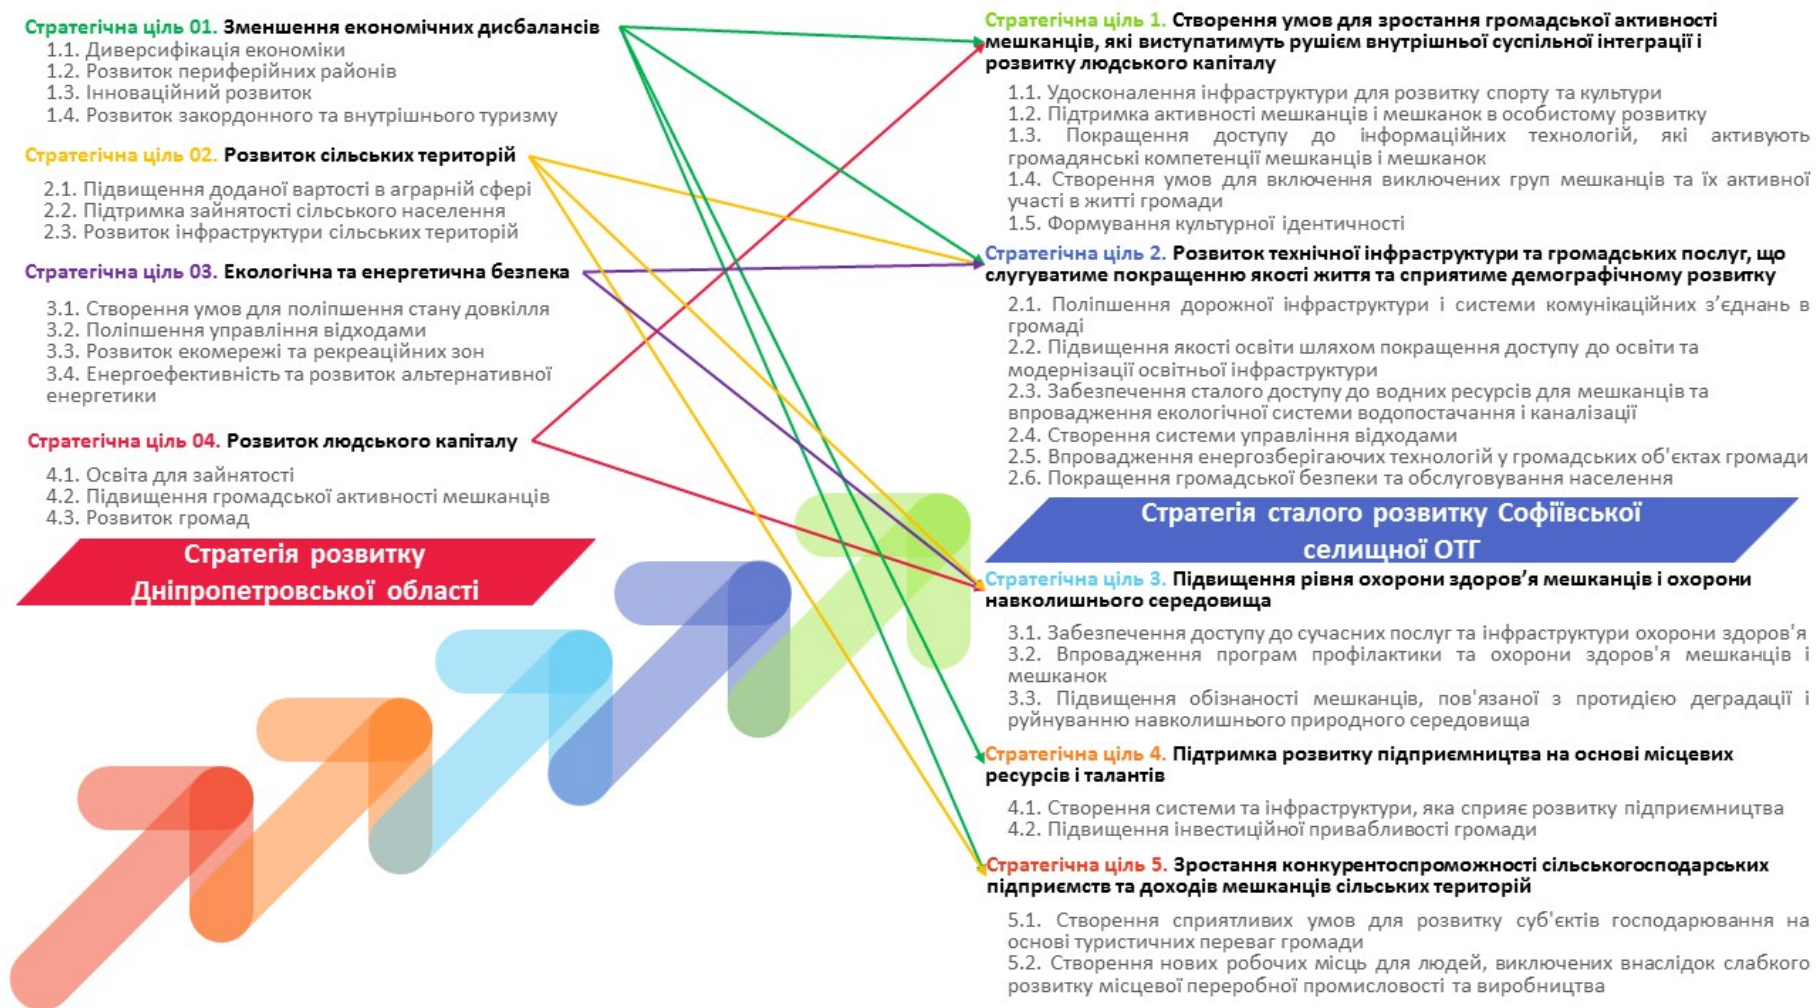 Стратегічна ціль 01. Зменшення економічних дисбалансів
1.1. Диверсифікація економіки
1.2. Розвиток периферійних районів
1.3. Інноваційний розвиток
1.4. Розвиток закордонного та внутрішнього туризму
Стратегічна ціль 02. Розвиток сільських територій
2.1. Підвищення доданої вартості в аграрній сфері
2.2. Підтримка зайнятості сільського населення
2.3. Розвиток інфраструктури сільських територій
Стратегічна ціль 03. Екологічна та енергетична безпека
3.1. Створення умов для поліпшення стану довкілля
3.2. Поліпшення управління відходами
3.3. Розвиток екомережі та рекреаційних зон
3.4. Енергоефективність та розвиток альтернативної
енергетики
Стратегічна ціль 04. Розвиток людського капіталу
4.1. Освіта для зайнятості
4.2. Підвищення громадської активності мешканців
4.3. Розвиток громад
Стратегія розвитку
Дніпропетровської області
Стратегічна ціль 1. Створення умов для зростання громадської активності
мешканців, які виступатимуть рушієм внутрішньої суспільної інтеграції і
розвитку людського капіталу
1.1. Удосконалення інфраструктури для розвитку спорту та культури
1.2. Підтримка активності мешканців і мешканок в особистому розвитку
1.3. Покращення доступу до інформаційних технологій, які активують
громадянські компетенції мешканців і мешканок
1.4. Створення умов для включення виключених груп мешканців та їх активної
участі в житті громади
1.5. Формування культурної ідентичності
Стратегічна ціль 2. Розвиток технічної інфраструктури та громадських послуг, що
слугуватиме покращенню якості життя та сприятиме демографічному розвитку
2.1. Поліпшення дорожної інфраструктури і системи комунікаційних з’єднань в
громаді
2.2. Підвищення якості освіти шляхом покращення доступу до освіти та
модернізації освітньої інфраструктури
2.3. Забезпечення сталого доступу до водних ресурсів для мешканців та
впровадження екологічної системи водопостачання і каналізації
2.4. Створення системи управління відходами
2.5. Впровадження енергозберігаючих технологій у громадських об'єктах громади
2.6. Покращення громадської безпеки та обслуговування населення
Стратегія сталого розвитку Софіївської
селищної ОТГ
Стратегічна ціль 3. Підвищення рівня охорони здоров’я мешканців і охорони
навколишнього середовища
3.1. Забезпечення доступу до сучасних послуг та інфраструктури охорони здоров'я
3.2. Впровадження програм профілактики та охорони здоров'я мешканців і
мешканок
3.3. Підвищення обізнаності мешканців, пов'язаної з протидією деградації і
руйнуванню навколишнього природного середовища
Стратегічна ціль 4. Підтримка розвитку підприємництва на основі місцевих
ресурсів і талантів
4.1. Створення системи та інфраструктури, яка сприяє розвитку підприємництва
4.2. Підвищення інвестиційної привабливості громади
Стратегічна ціль 5. Зростання конкурентоспроможності сільськогосподарських
підприємств та доходів мешканців сільських територій
5.1. Створення сприятливих умов для розвитку суб'єктів господарювання на
основі туристичних переваг громади
5.2. Створення нових робочих місць для людей, виключених внаслідок слабкого
розвитку місцевої переробної промисловості та виробництва